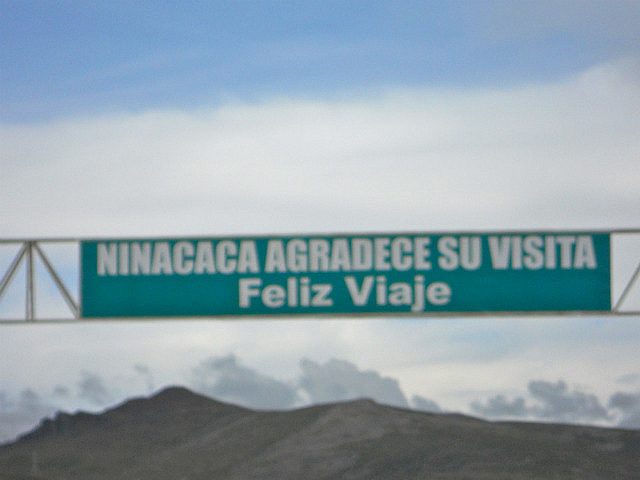 NINACACA AGRADECE SU VISITA
Feliz Viaje